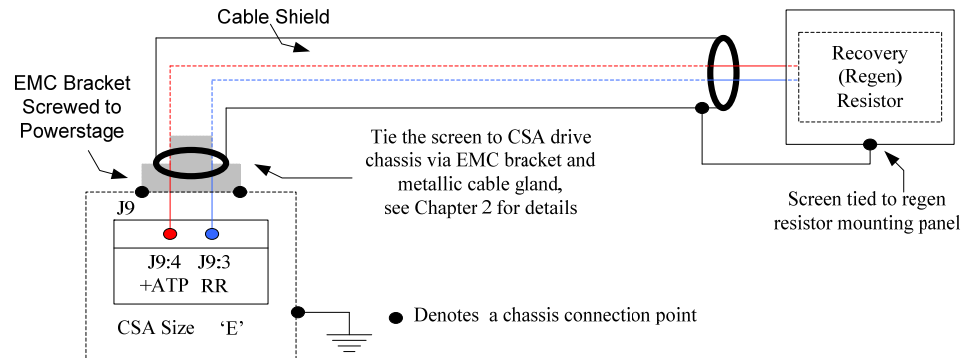 Cable Shield
EMC Bracket
Screwed to
Powerstage
Recovery
(Regen)
Resistor
Tie the screen to CSA drive
chassis via EMC bracket and
metallic cable gland,
see Chapter 2 for details
Screen tied to regen
resistor mounting panel
J9
J9:4 J9:3
+ATP RR
CSA Size 'E'
Denotes a chassis connection point